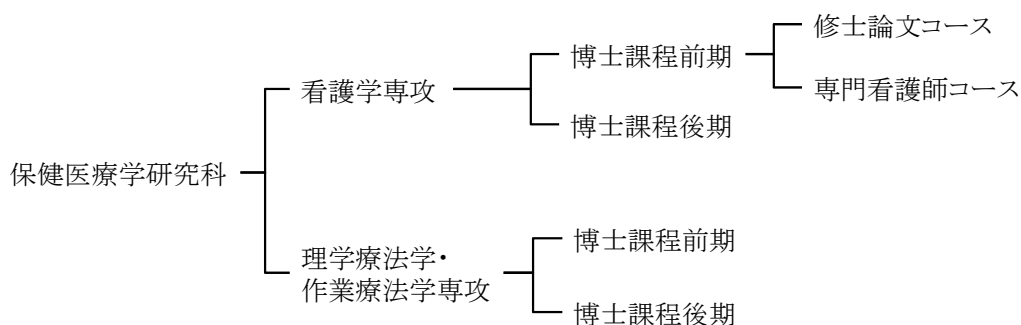 修士論文コース
博士課程前期
看護学専攻
専門看護師コース
博士課程後期
保健医療学研究科
博士課程前期
理学療法学・
作業療法学専攻
博士課程後期